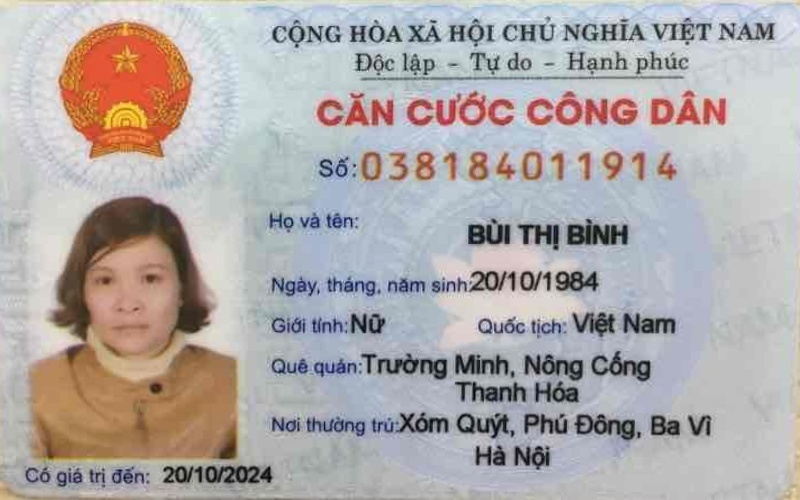 CỘNG HÒA XÃ HỘI CHỦ NGHĨA VIỆT NAM
Độc lập - Tự do - Hạnh phúc
CĂN CƯỚC CÔNG DÂN
Số: 038184011914
Họ và tên:
BÙI THỊ BÌNH
Ngày, tháng, năm sinh: 20/10/1984
Giới tính: Nữ Quốc tịch: Việt Nam
Quê quán: Trường Minh, Nông Cống
Thanh Hóa
Nơi thường trú: Xóm Quýt, Phú Đông, Ba Vì
Hà Nội
Có giá trị đến: 20/10/2024